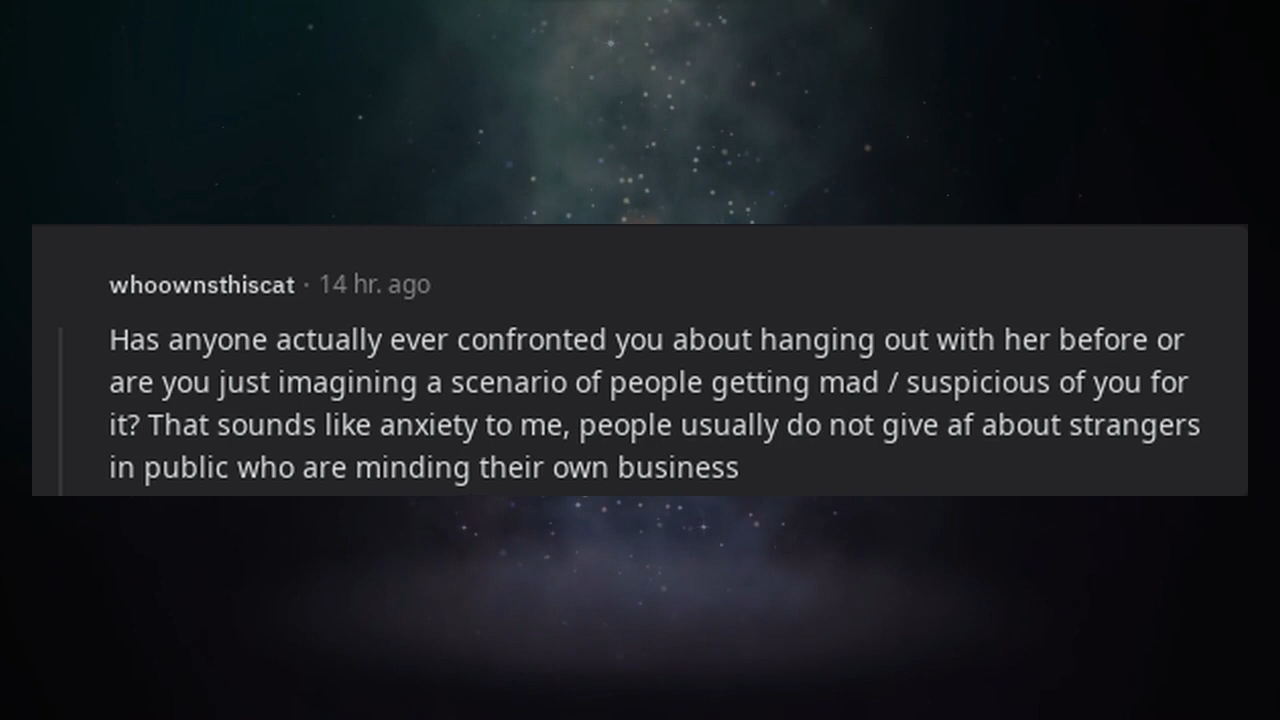 whoownsthiscat · 14 hr. ago
Has anyone actually ever confronted you about hanging out with her before or
are you just imagining a scenario of people getting mad / suspicious of you for
it? That sounds like anxiety to me, people usually do not give af about strangers
in public who are minding their own business